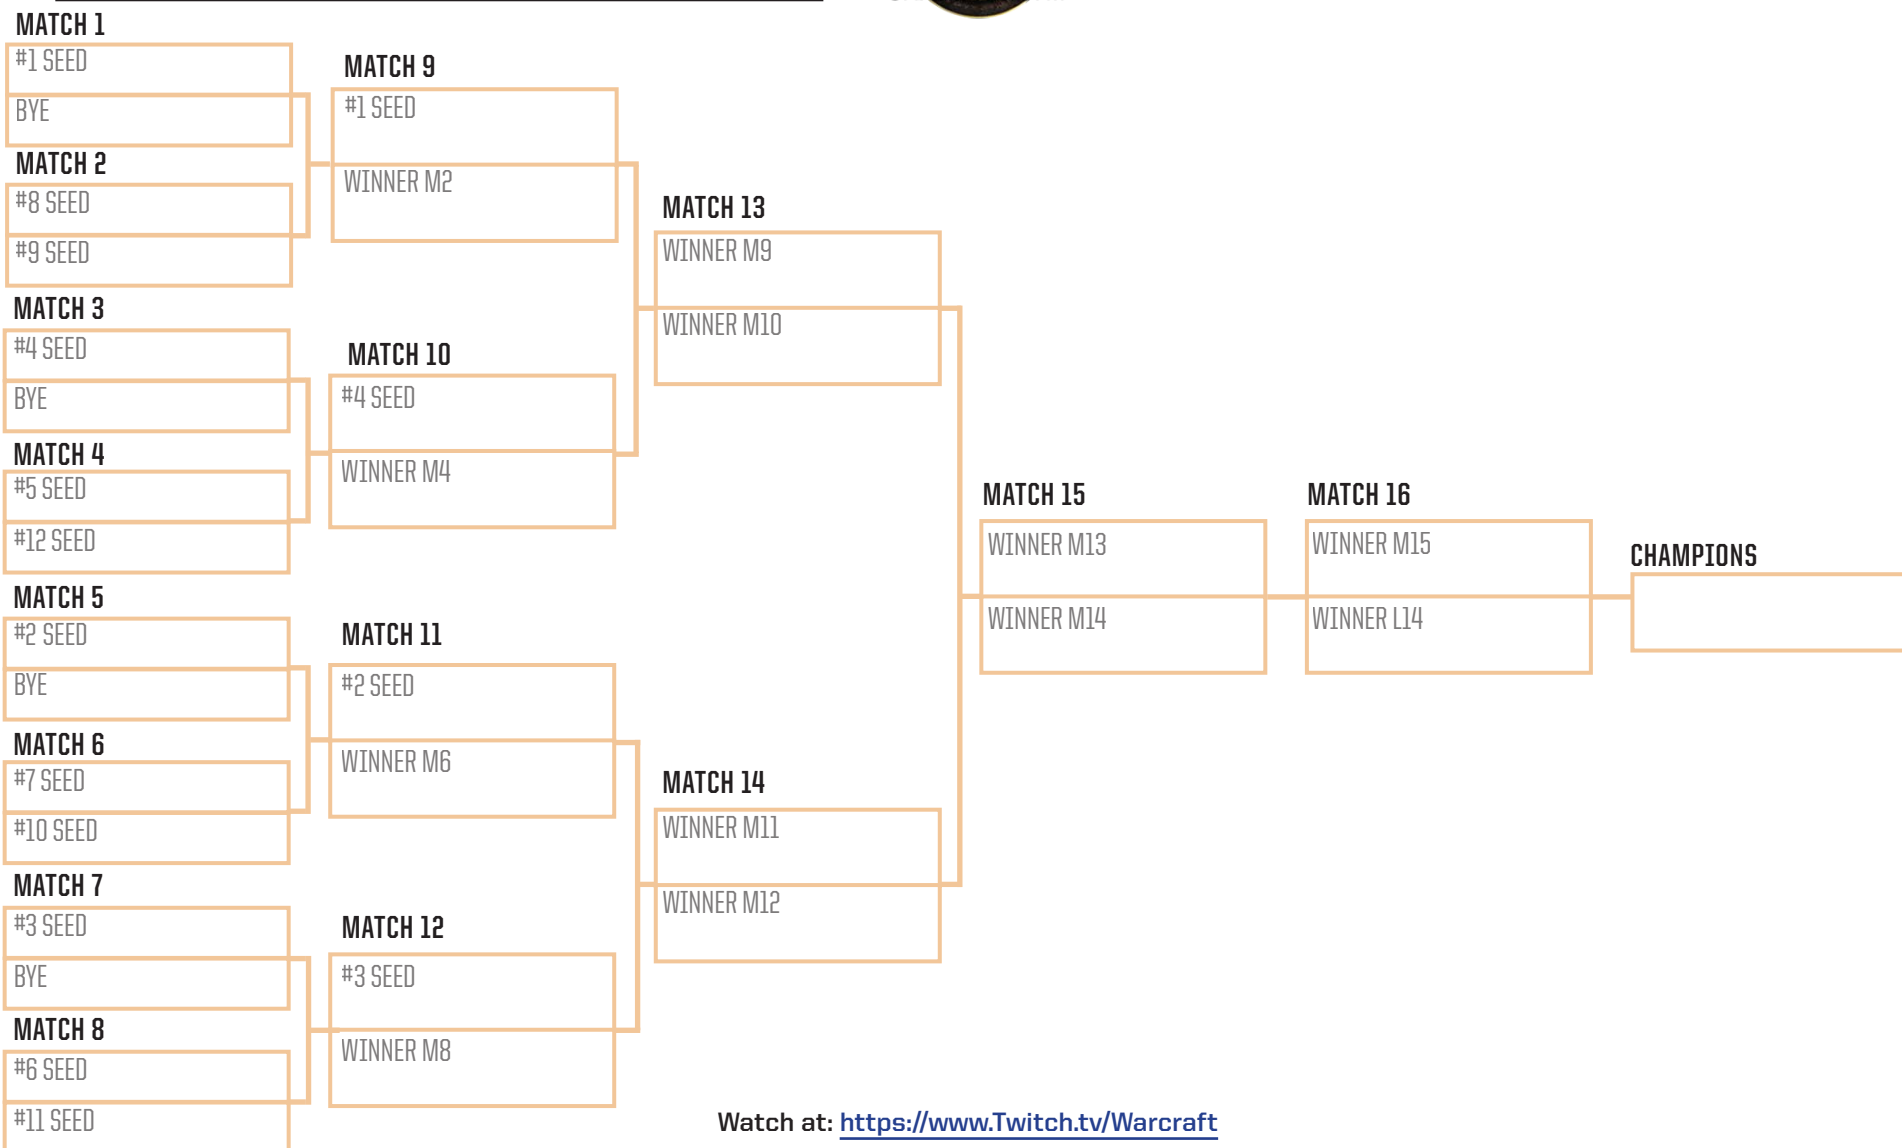 MATCH 1
#1 SEED
BYE
MATCH 2
#8 SEED
#9 SEED
MATCH 3
#4 SEED
BYE
MATCH 4
#5 SEED
#12 SEED
MATCH 5
#2 SEED
BYE
MATCH 6
#7 SEED
#10 SEED
MATCH 7
#3 SEED
BYE
MATCH 8
#6 SEED
#11 SEED
MATCH 9
#1 SEED
WINNER M2
MATCH 10
#4 SEED
WINNER M4
MATCH 11
#2 SEED
WINNER M6
MATCH 12
#3 SEED
WINNER M8
MATCH 13
WINNER M9
WINNER M10
MATCH 14
WINNER M11
WINNER M12
MATCH 15
WINNER M13
WINNER M14
MATCH 16
WINNER M15
WINNER L14
CHAMPIONS
Watch at: https://www.Twitch.tv/Warcraft